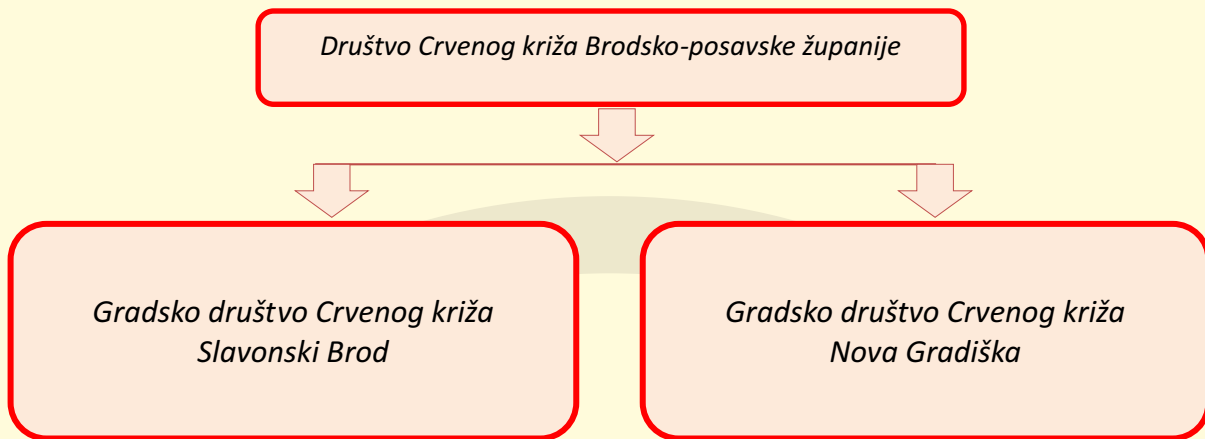 Društvo Crvenog križa Brodsko-posavske županije
Gradsko društvo Crvenog križa
Slavonski Brod
Gradsko društvo Crvenog križa
Nova Gradiška